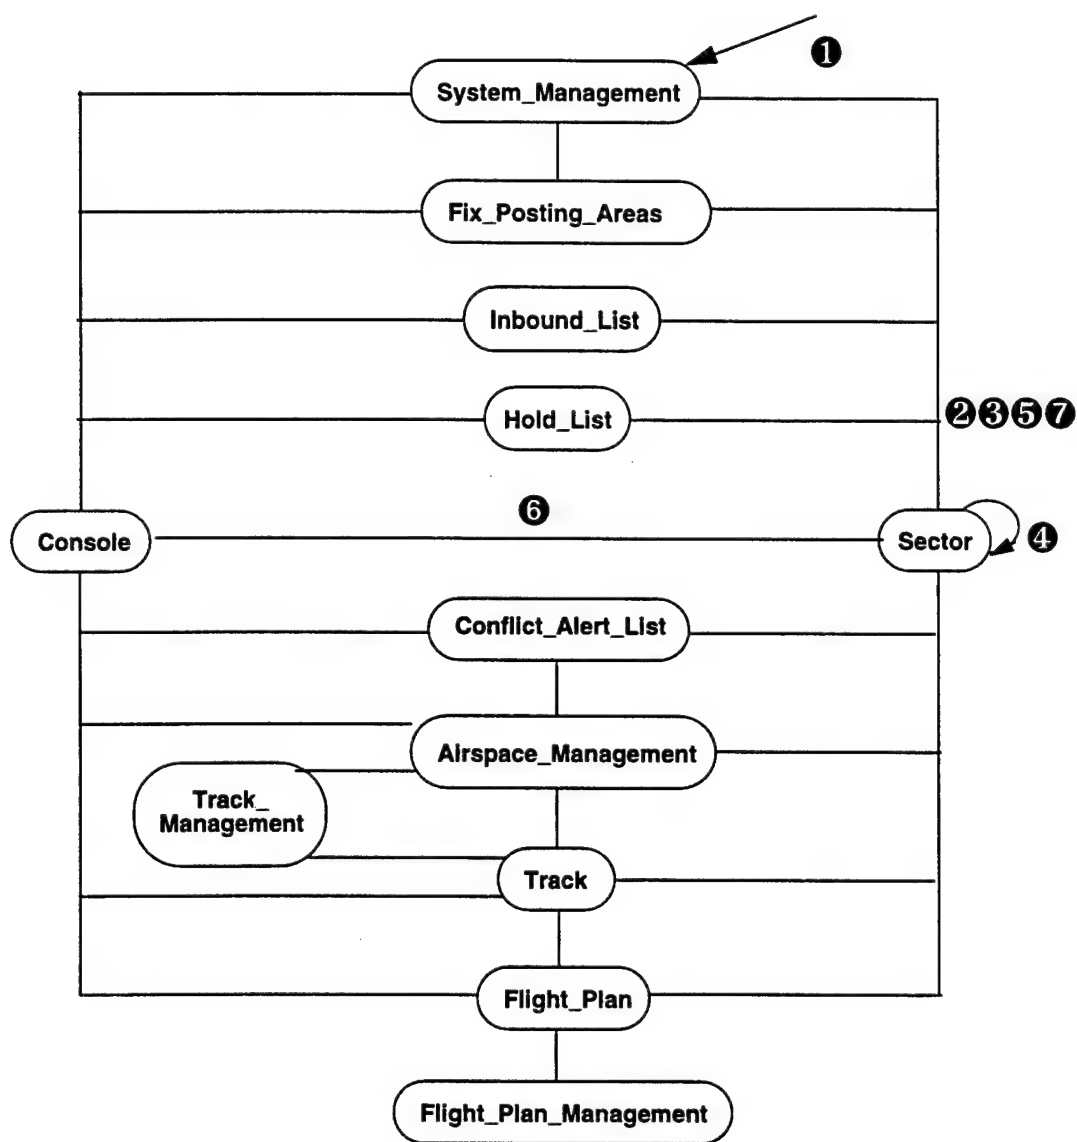 ❶
System_Management
Fix_Posting_Areas
Inbound_List
Hold_List
❷❸❺❼
❻
Console
Sector
❹
Conflict_Alert_List
Airspace_Management
Track_
Management
Track
Flight_Plan
Flight_Plan_Management